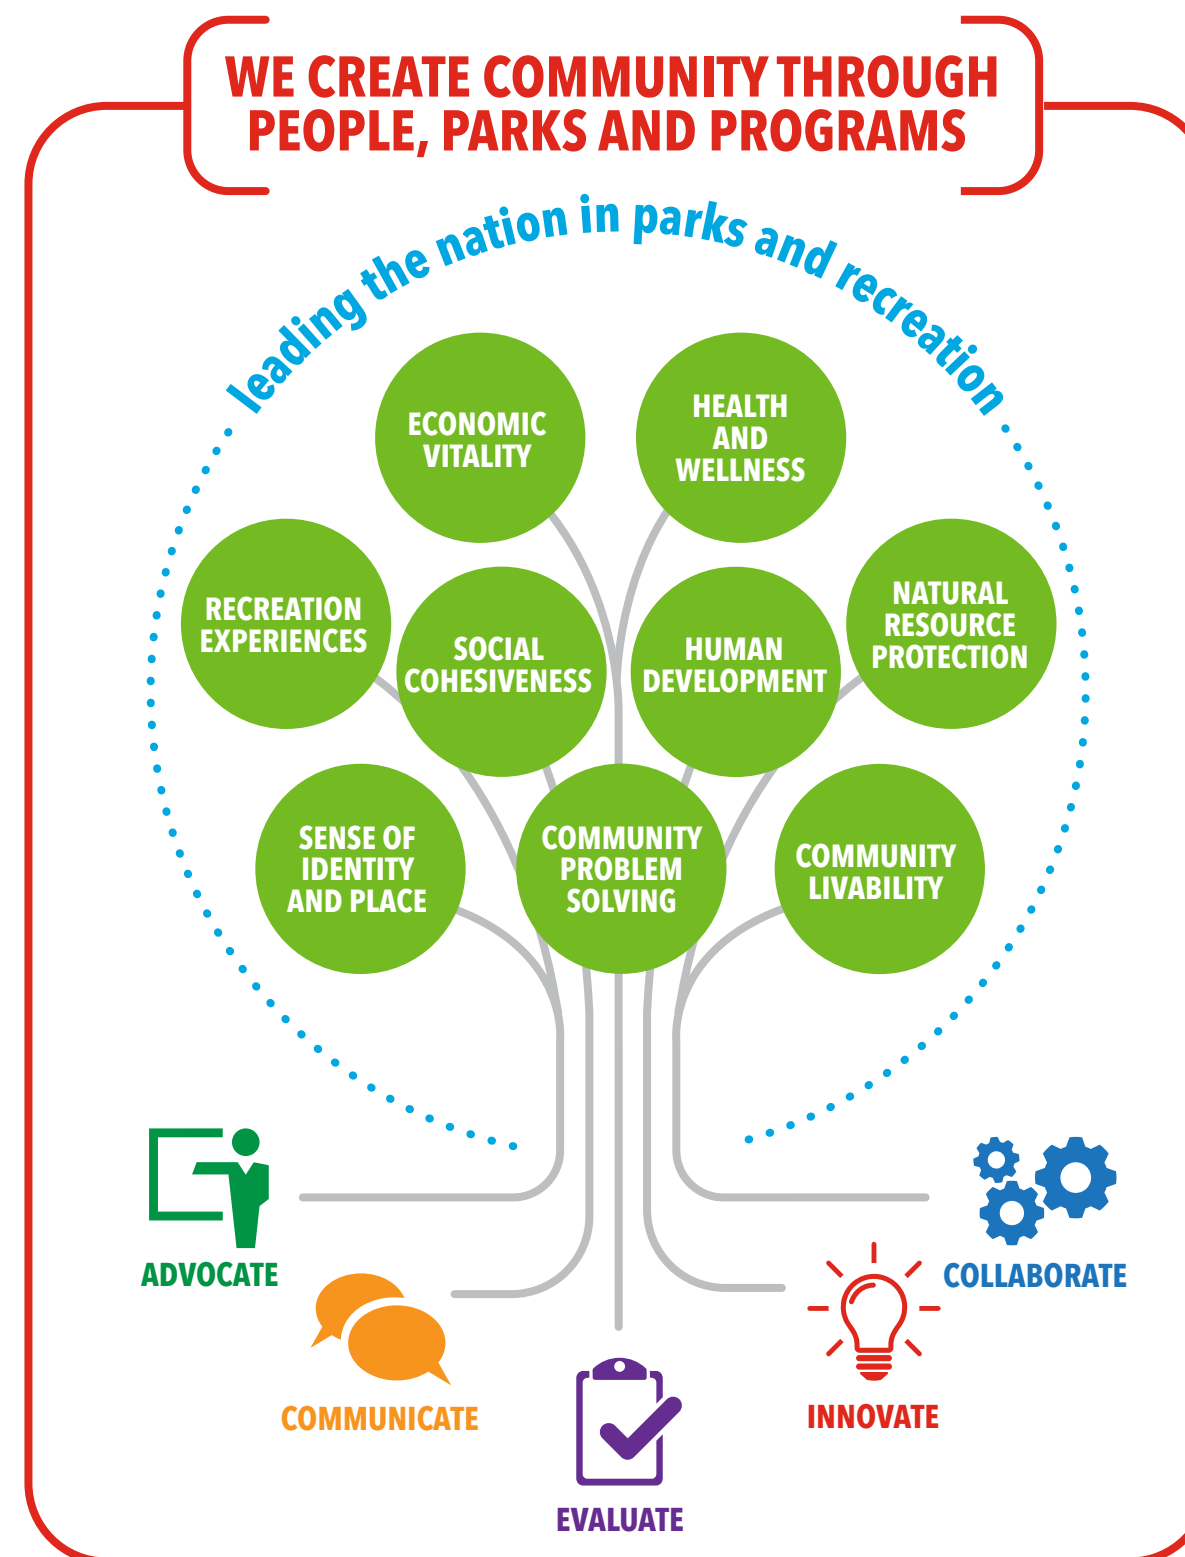 WE CREATE COMMUNITY THROUGH
PEOPLE, PARKS AND PROGRAMS
leading the nation in parks and recreation
ECONOMIC
VITALITY
HEALTH
AND
WELLNESS
RECREATION
EXPERIENCES
SOCIAL
COHESIVENESS
HUMAN
DEVELOPMENT
NATURAL
RESOURCE
PROTECTION
SENSE OF
IDENTITY
AND PLACE
COMMUNITY
PROBLEM
SOLVING
COMMUNITY
LIVABILITY
ADVOCATE
COLLABORATE
COMMUNICATE
INNOVATE
EVALUATE